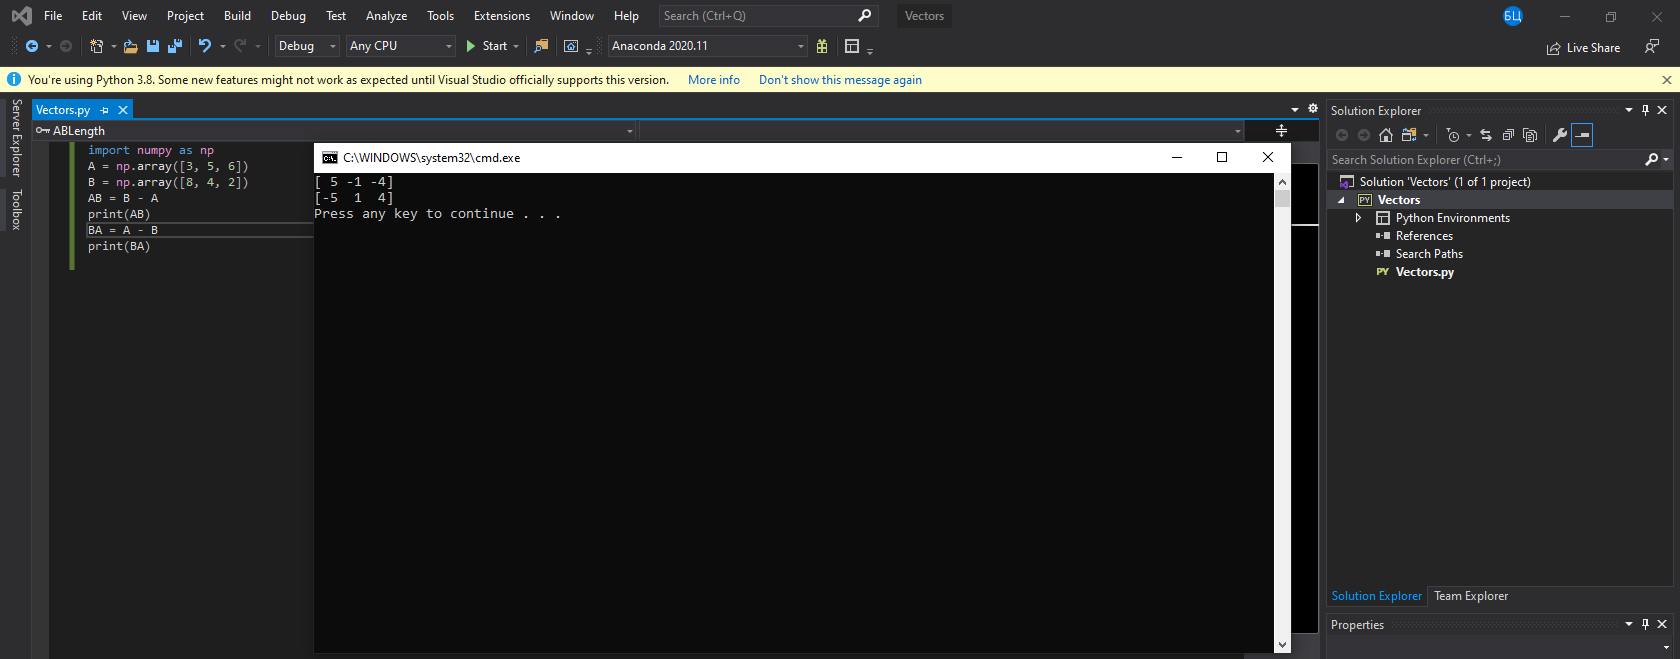 File Edit View Project Build Debug Test Analyze Tools Extensions Window Help Search (Ctrl+Q) Vectors БЦ
Debug Any CPU Start Anaconda 2020.11 Live Share
You're using Python 3.8. Some new features might not work as expected until Visual Studio officially supports this version. More info Don't show this message again
Server Explorer
Toolbox
Vectors.py
ABLength
import numpy as np
A = np.array([3, 5, 6])
B = np.array([8, 4, 2])
AB = B - A
print(AB)
BA = A - B
print(BA)
C:\WINDOWS\system32\cmd.exe
[ 5 -1 -4]
[-5  1  4]
Press any key to continue . . .
Solution Explorer
Search Solution Explorer (Ctrl+;)
Solution 'Vectors' (1 of 1 project)
PY Vectors
Python Environments
References
Search Paths
PY Vectors.py
Solution Explorer Team Explorer
Properties